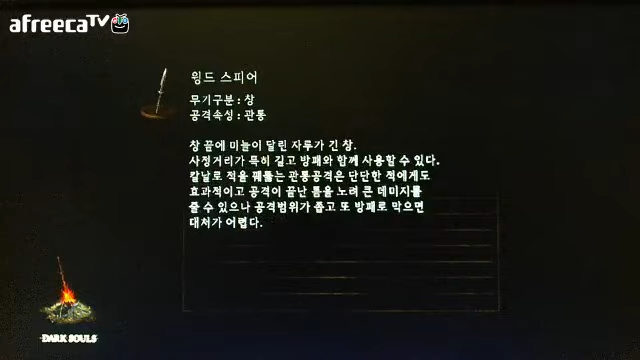 afreecaTV
윙드 스피어
무기구분 : 창
공격속성 : 관통
창 끝에 미늘이 달린 자루가 긴 창.
사정거리가 특히 길고 방패와 함께 사용할 수 있다.
칼날로 적을 꿰뚫는 관통공격은 단단한 적에게도
효과적이고 공격이 끝난 틈을 노려 큰 데미지를
줄 수 있으나 공격범위가 좁고 또 방패로 막으면
대처가 어렵다.
DARK SOULS